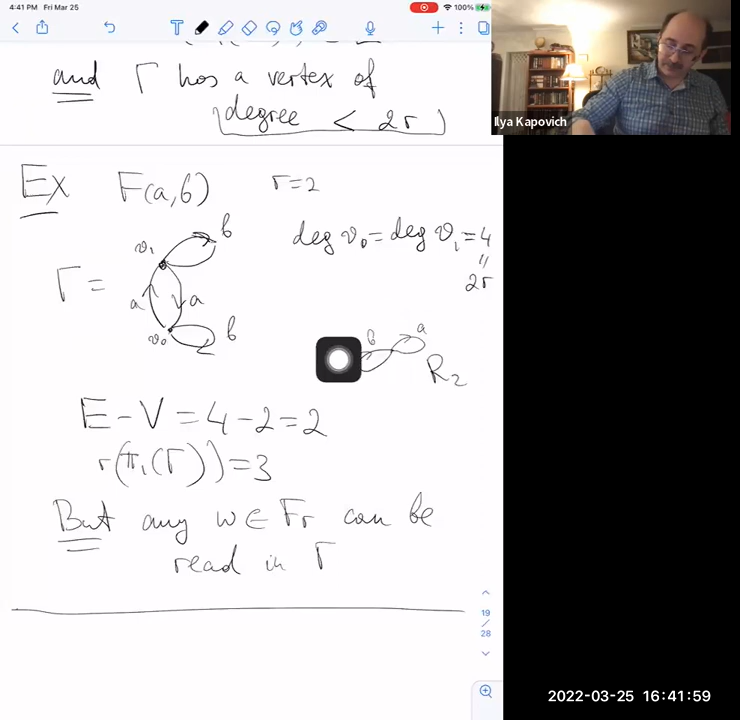 4:41 PM Fri Mar 25
100%
and Γ has a vertex of
degree < 2r
Ilya Kapovich
Ex F(a,b) r=2
deg v₀ = deg v₁ = 4
"
2r
v₁ b
Γ = a a
v₀ b
b a
R₂
E - V = 4 - 2 = 2
r(π₁(Γ)) = 3
But any w ∈ Fr can be
read in Γ
19
/
28
2022-03-25 16:41:59